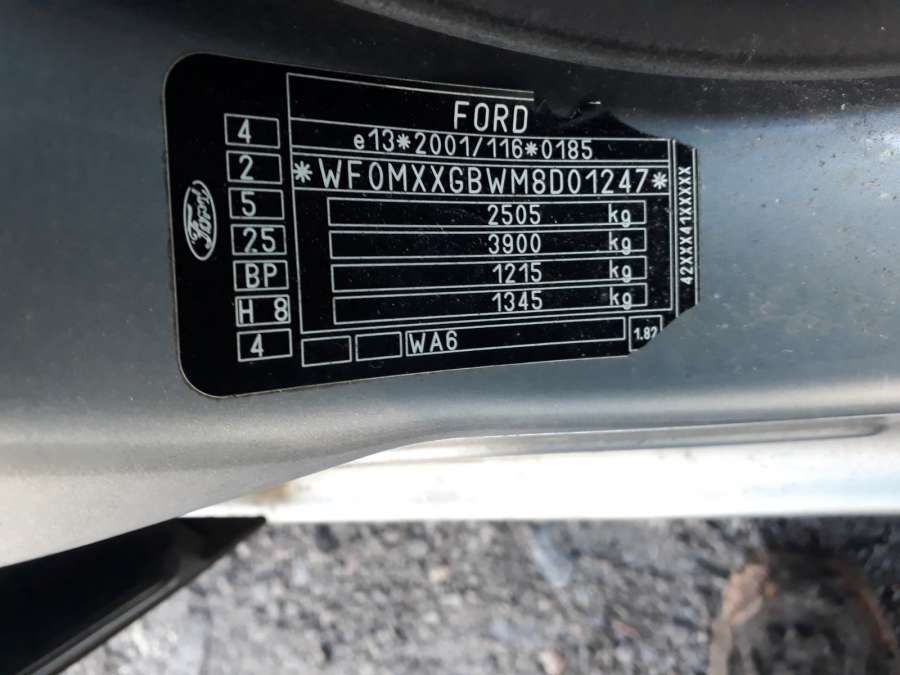 FORD
e13*2001/116*0185
*WF0MXXGBWM8D01247*
2505 kg
3900 kg
1215 kg
1345 kg
WA6
1.82
42XXX41XXXXX
4
2
5
25
BP
H 8
4
Ford